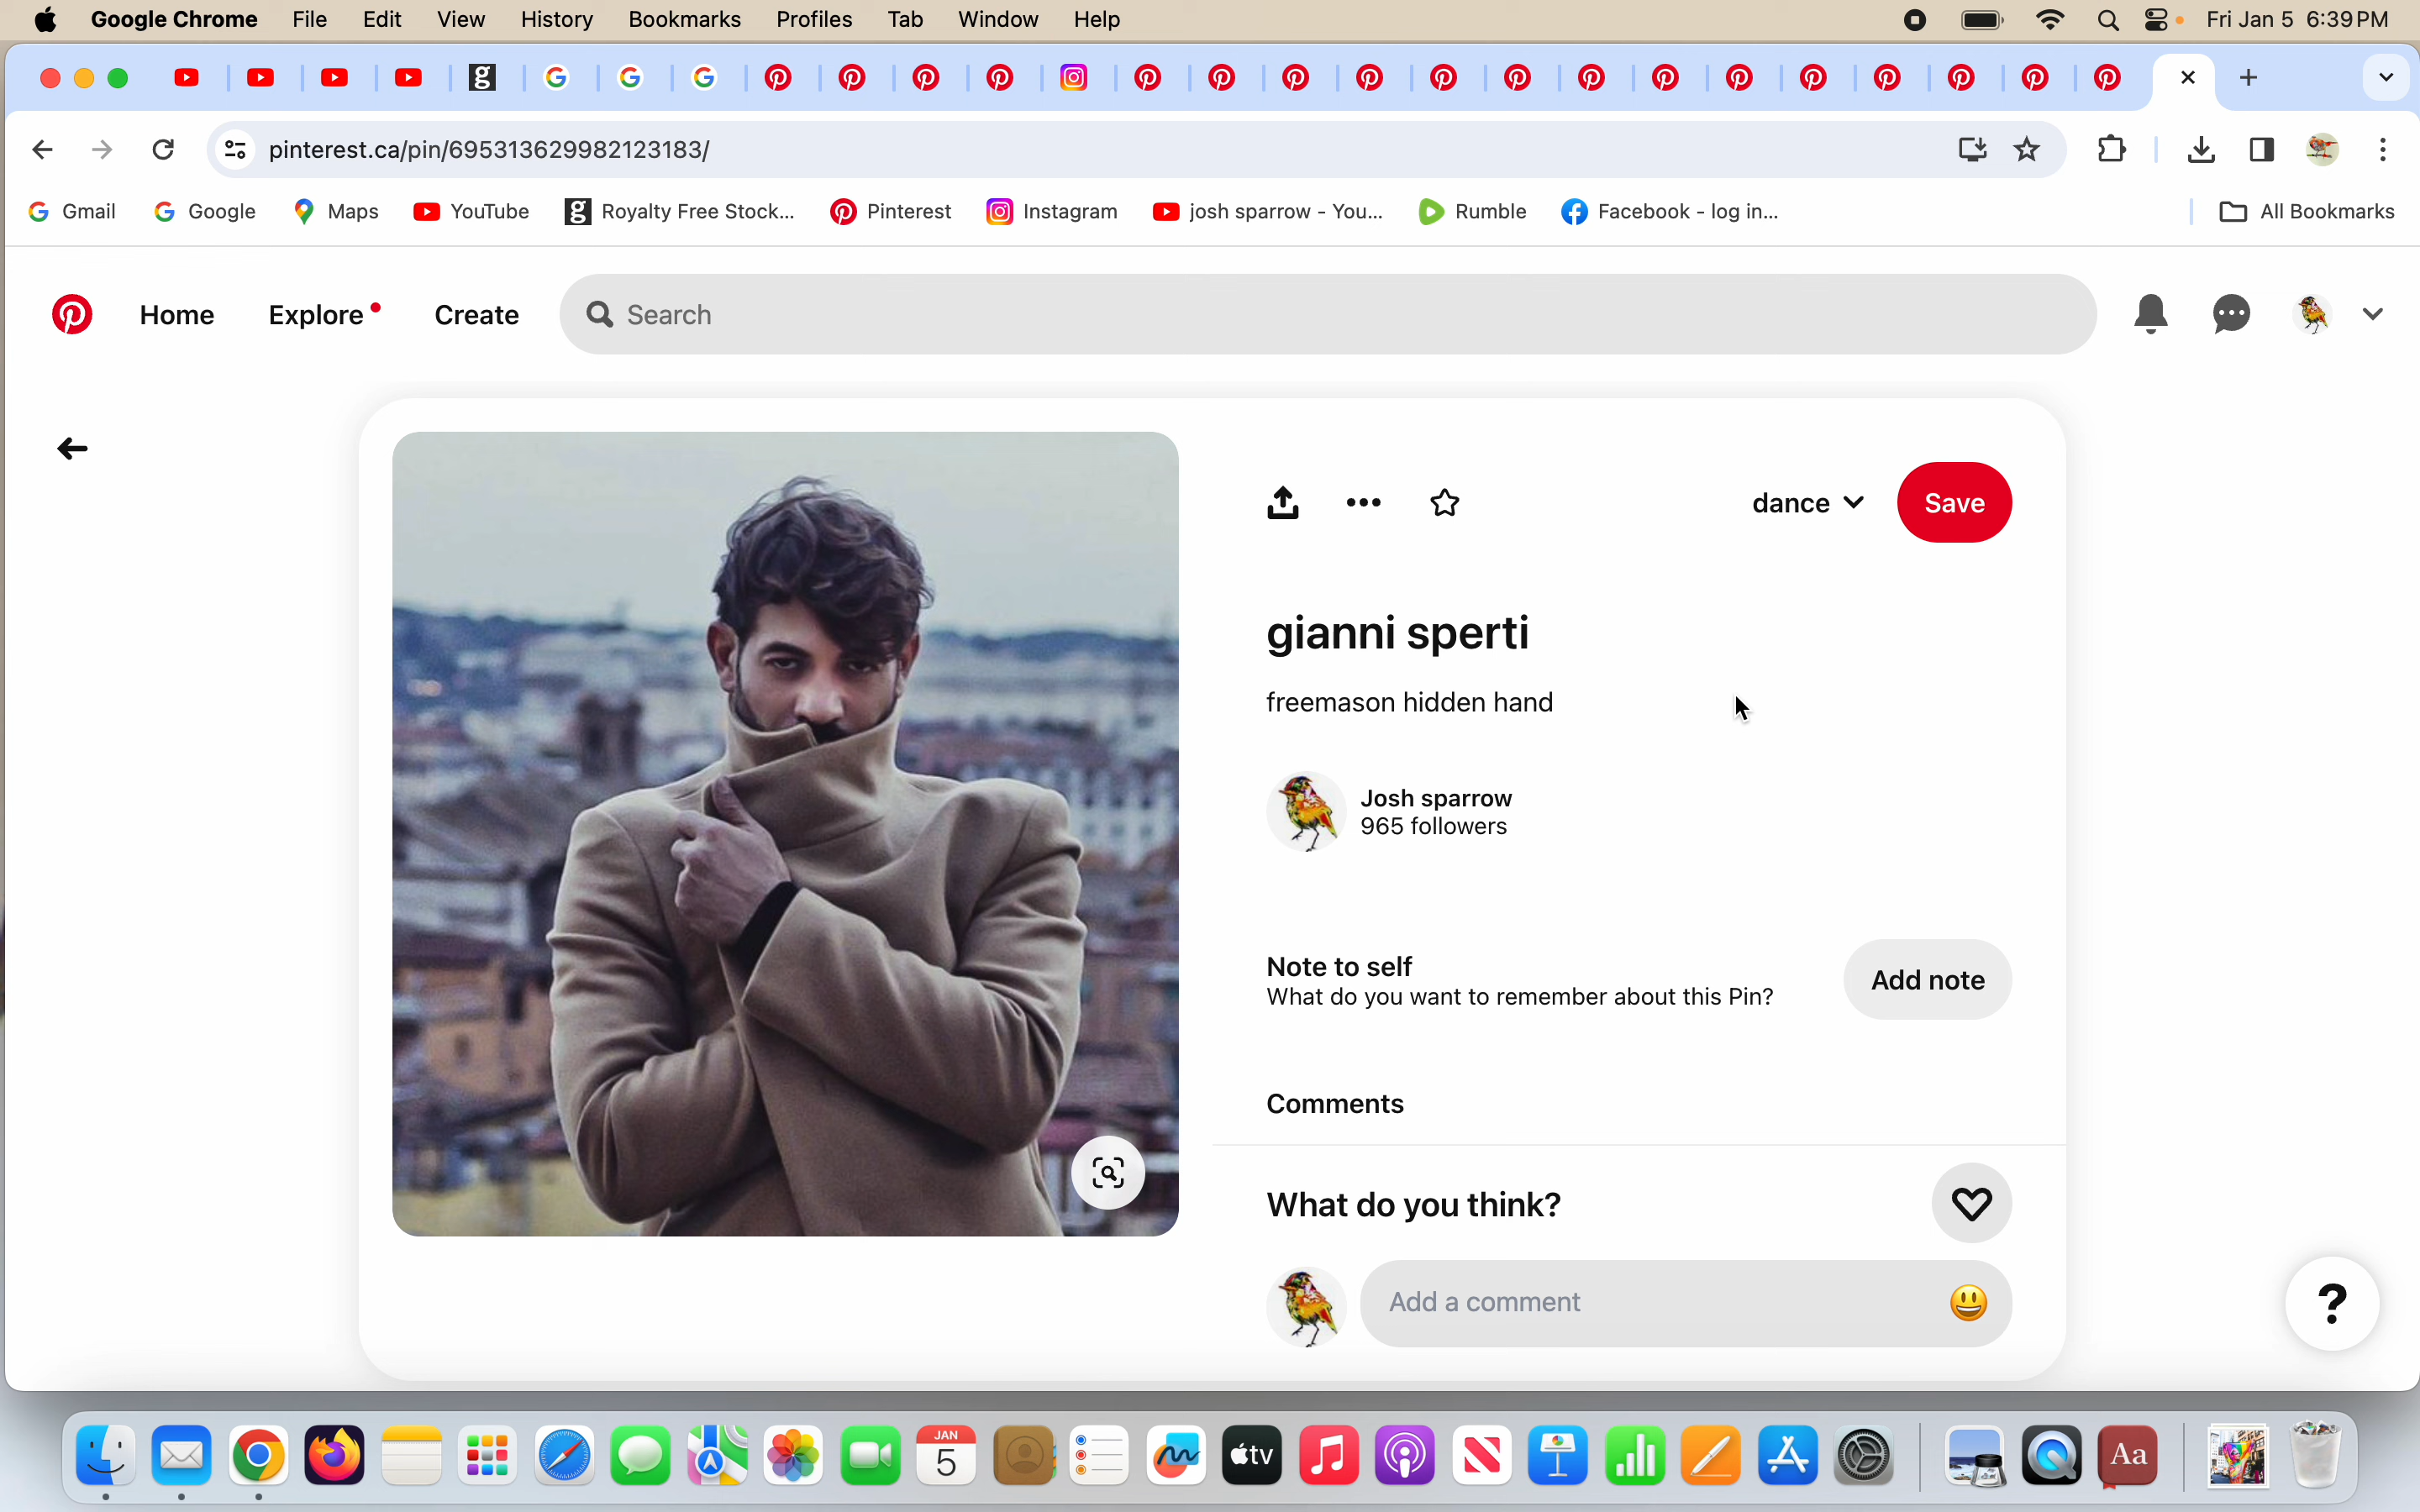 Google Chrome File Edit View History Bookmarks Profiles Tab Window Help Fri Jan 5 6:39 PM
pinterest.ca/pin/695313629982123183/
Gmail Google Maps YouTube Royalty Free Stock... Pinterest Instagram josh sparrow - You... Rumble Facebook - log in... All Bookmarks
Home Explore Create Search
dance Save
gianni sperti
freemason hidden hand
Josh sparrow
965 followers
Note to self
What do you want to remember about this Pin?
Add note
Comments
What do you think?
Add a comment
?
JAN
5
tv
Aa